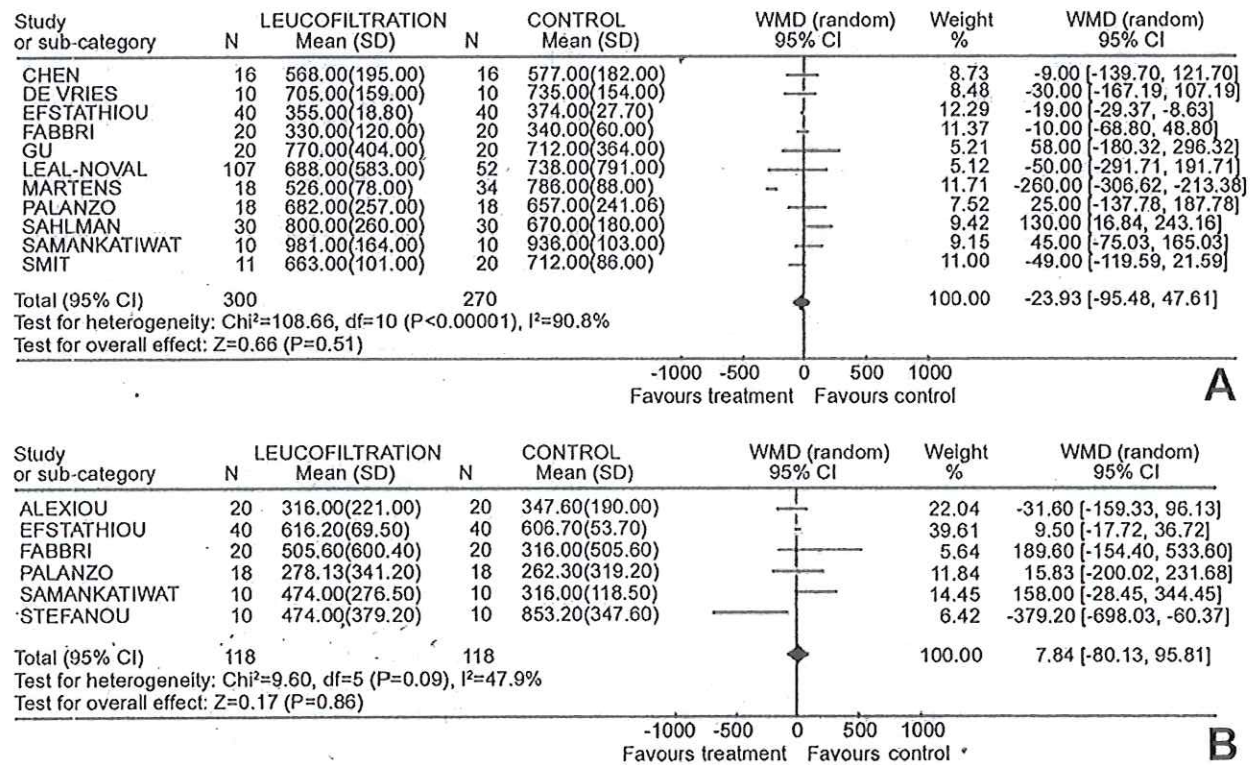 Study LEUCOFILTRATION CONTROL WMD (random) Weight WMD (random)
or sub-category N Mean (SD) N Mean (SD) 95% CI % 95% CI
CHEN 16 568.00(195.00) 16 577.00(182.00) 8.73 -9.00 [-139.70, 121.70]
DE VRIES 10 705.00(159.00) 10 735.00(154.00) 8.48 -30.00 [-167.19, 107.19]
EFSTATHIOU 40 355.00(18.80) 40 374.00(27.70) 12.29 -19.00 [-29.37, -8.63]
FABBRI 20 330.00(120.00) 20 340.00(60.00) 11.37 -10.00 [-68.80, 48.80]
GU 20 770.00(404.00) 20 712.00(364.00) 5.21 58.00 [-180.32, 296.32]
LEAL-NOVAL 107 688.00(583.00) 52 738.00(791.00) 5.12 -50.00 [-291.71, 191.71]
MARTENS 18 526.00(78.00) 34 786.00(88.00) 11.71 -260.00 [-306.62, -213.38]
PALANZO 18 682.00(257.00) 18 657.00(241.06) 7.52 25.00 [-137.78, 187.78]
SAHLMAN 30 800.00(260.00) 30 670.00(180.00) 9.42 130.00 [16.84, 243.16]
SAMANKATIWAT 10 981.00(164.00) 10 936.00(103.00) 9.15 45.00 [-75.03, 165.03]
SMIT 11 663.00(101.00) 20 712.00(86.00) 11.00 -49.00 [-119.59, 21.59]
Total (95% CI) 300 270 100.00 -23.93 [-95.48, 47.61]
Test for heterogeneity: Chi²=108.66, df=10 (P<0.00001), I²=90.8%
Test for overall effect: Z=0.66 (P=0.51)
-1000 -500 0 500 1000
Favours treatment Favours control A
Study LEUCOFILTRATION CONTROL WMD (random) Weight WMD (random)
or sub-category N Mean (SD) N Mean (SD) 95% CI % 95% CI
ALEXIOU 20 316.00(221.00) 20 347.60(190.00) 22.04 -31.60 [-159.33, 96.13]
EFSTATHIOU 40 616.20(69.50) 40 606.70(53.70) 39.61 9.50 [-17.72, 36.72]
FABBRI 20 505.60(600.40) 20 316.00(505.60) 5.64 189.60 [-154.40, 533.60]
PALANZO 18 278.13(341.20) 18 262.30(319.20) 11.84 15.83 [-200.02, 231.68]
SAMANKATIWAT 10 474.00(276.50) 10 316.00(118.50) 14.45 158.00 [-28.45, 344.45]
STEFANOU 10 474.00(379.20) 10 853.20(347.60) 6.42 -379.20 [-698.03, -60.37]
Total (95% CI) 118 118 100.00 7.84 [-80.13, 95.81]
Test for heterogeneity: Chi²=9.60, df=5 (P=0.09), I²=47.9%
Test for overall effect: Z=0.17 (P=0.86)
-1000 -500 0 500 1000
Favours treatment Favours control B